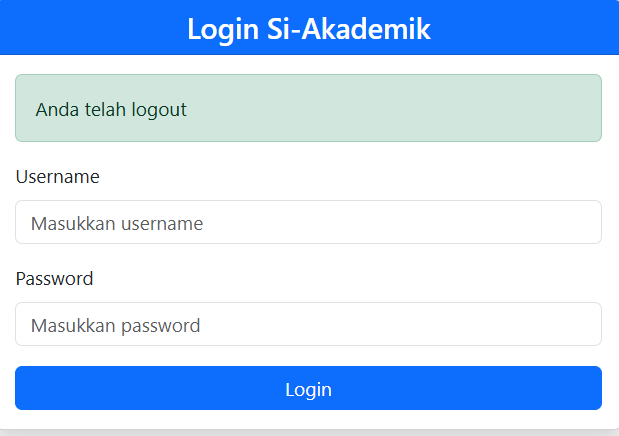 Login Si-Akademik
Anda telah logout
Username
Masukkan username
Password
Masukkan password
Login